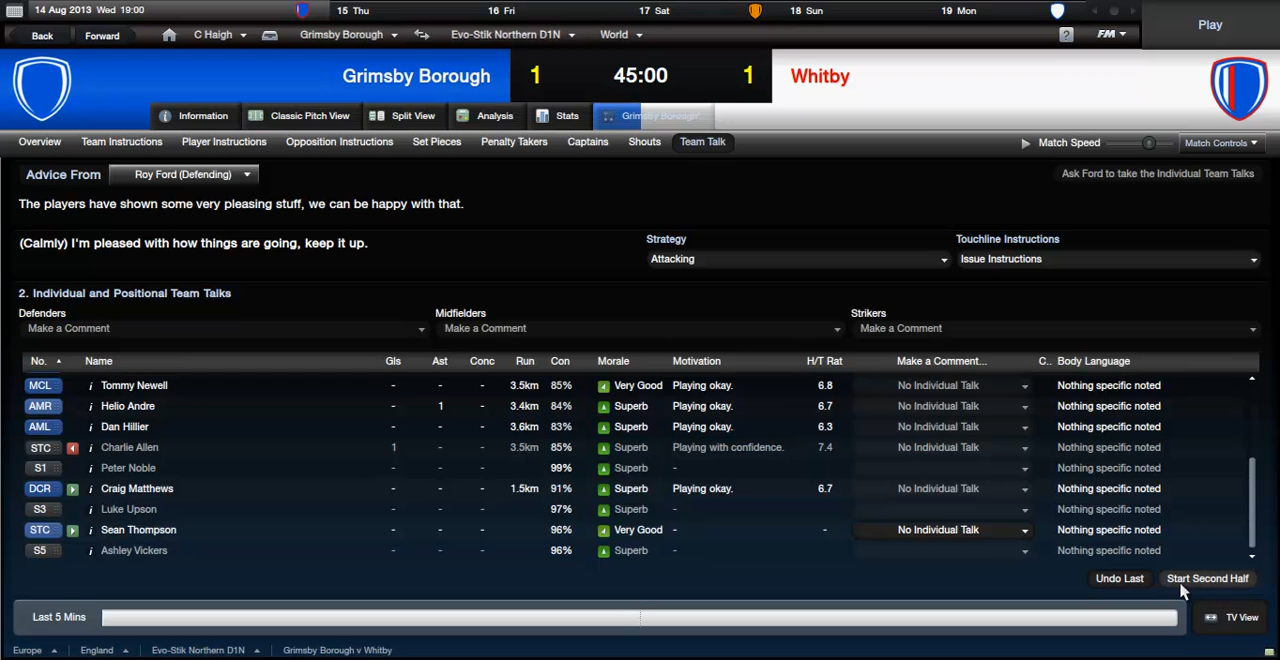 14 Aug 2013 Wed 19:00 15 Thu 16 Fri 17 Sat 18 Sun 19 Mon Play
Back Forward C Haigh Grimsby Borough Evo-Stik Northern D1N World ? FM
Grimsby Borough 1 45:00 1 Whitby
Information Classic Pitch View Split View Analysis Stats Grimsby Borough
Overview Team Instructions Player Instructions Opposition Instructions Set Pieces Penalty Takers Captains Shouts Team Talk Match Speed Match Controls
Advice From Roy Ford (Defending) Ask Ford to take the Individual Team Talks
The players have shown some very pleasing stuff, we can be happy with that.
(Calmly) I'm pleased with how things are going, keep it up.
Strategy Touchline Instructions
Attacking Issue Instructions
2. Individual and Positional Team Talks
Defenders Midfielders Strikers
Make a Comment Make a Comment Make a Comment
No. Name Gls Ast Conc Run Con Morale Motivation H/T Rat Make a Comment... C.. Body Language
MCL i Tommy Newell - - - 3.5km 85% Very Good Playing okay. 6.8 No Individual Talk Nothing specific noted
AMR i Helio Andre - 1 - 3.4km 84% Superb Playing okay. 6.7 No Individual Talk Nothing specific noted
AML i Dan Hillier - - - 3.6km 83% Superb Playing okay. 6.3 No Individual Talk Nothing specific noted
STC i Charlie Allen 1 - - 3.5km 85% Superb Playing with confidence. 7.4 No Individual Talk Nothing specific noted
S1 i Peter Noble 99% Superb - Nothing specific noted
DCR i Craig Matthews - - - 1.5km 91% Superb Playing okay. 6.7 No Individual Talk Nothing specific noted
S3 i Luke Upson 97% Superb - Nothing specific noted
STC i Sean Thompson - - - - 96% Very Good - - No Individual Talk Nothing specific noted
S5 i Ashley Vickers 96% Superb - Nothing specific noted
Undo Last Start Second Half
Last 5 Mins TV View
Europe England Evo-Stik Northern D1N Grimsby Borough v Whitby